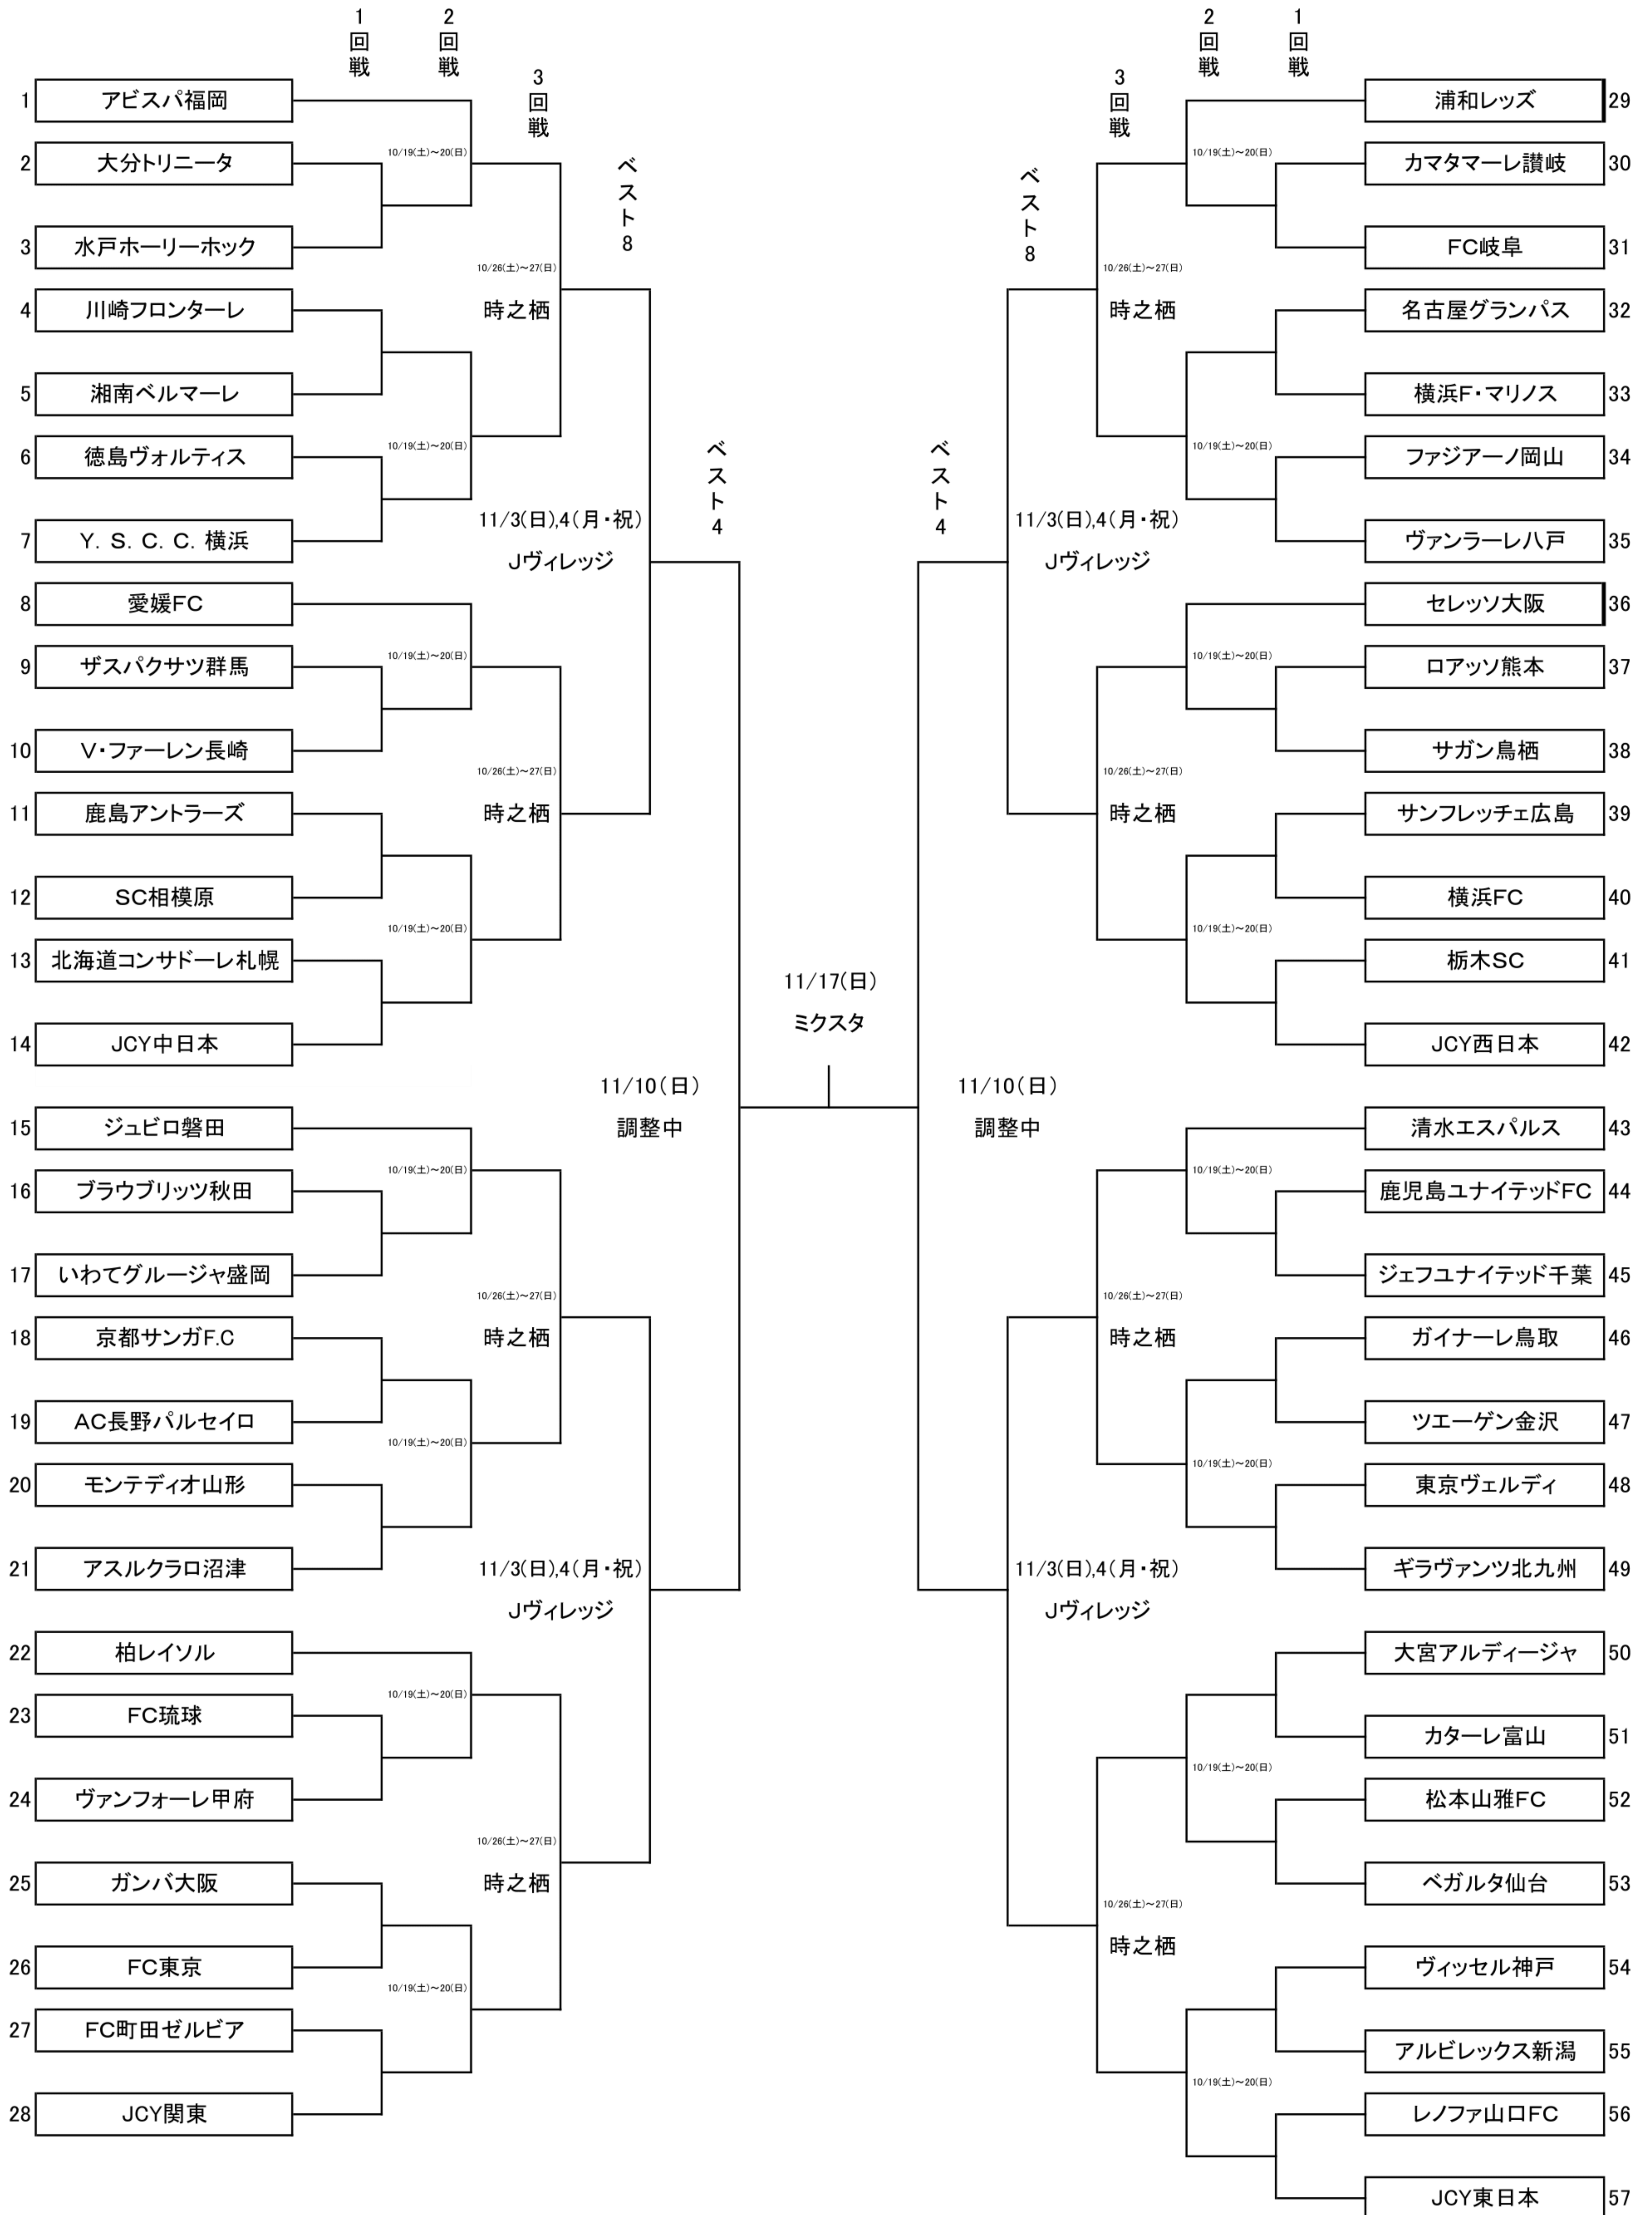 1回戦
2回戦
3回戦
ベスト8
ベスト4
1 アビスパ福岡
2 大分トリニータ
3 水戸ホーリーホック
4 川崎フロンターレ
5 湘南ベルマーレ
6 徳島ヴォルティス
7 Y. S. C. C. 横浜
8 愛媛FC
9 ザスパクサツ群馬
10 V・ファーレン長崎
11 鹿島アントラーズ
12 SC相模原
13 北海道コンサドーレ札幌
14 JCY中日本
15 ジュビロ磐田
16 ブラウブリッツ秋田
17 いわてグルージャ盛岡
18 京都サンガF.C
19 AC長野パルセイロ
20 モンテディオ山形
21 アスルクラロ沼津
22 柏レイソル
23 FC琉球
24 ヴァンフォーレ甲府
25 ガンバ大阪
26 FC東京
27 FC町田ゼルビア
28 JCY関東
10/19(土)～20(日)
10/19(土)～20(日)
10/19(土)～20(日)
10/19(土)～20(日)
10/19(土)～20(日)
10/19(土)～20(日)
10/19(土)～20(日)
10/19(土)～20(日)
10/26(土)～27(日)
時之栖
10/26(土)～27(日)
時之栖
10/26(土)～27(日)
時之栖
10/26(土)～27(日)
時之栖
11/3(日),4(月・祝)
Jヴィレッジ
11/3(日),4(月・祝)
Jヴィレッジ
11/10(日)
調整中
11/17(日)
ミクスタ
11/10(日)
調整中
ベスト4
ベスト8
3回戦
2回戦
1回戦
11/3(日),4(月・祝)
Jヴィレッジ
11/3(日),4(月・祝)
Jヴィレッジ
10/26(土)～27(日)
時之栖
10/26(土)～27(日)
時之栖
10/26(土)～27(日)
時之栖
10/26(土)～27(日)
時之栖
10/19(土)～20(日)
10/19(土)～20(日)
10/19(土)～20(日)
10/19(土)～20(日)
10/19(土)～20(日)
10/19(土)～20(日)
10/19(土)～20(日)
10/19(土)～20(日)
浦和レッズ 29
カマタマーレ讃岐 30
FC岐阜 31
名古屋グランパス 32
横浜F・マリノス 33
ファジアーノ岡山 34
ヴァンラーレ八戸 35
セレッソ大阪 36
ロアッソ熊本 37
サガン鳥栖 38
サンフレッチェ広島 39
横浜FC 40
栃木SC 41
JCY西日本 42
清水エスパルス 43
鹿児島ユナイテッドFC 44
ジェフユナイテッド千葉 45
ガイナーレ鳥取 46
ツエーゲン金沢 47
東京ヴェルディ 48
ギラヴァンツ北九州 49
大宮アルディージャ 50
カターレ富山 51
松本山雅FC 52
ベガルタ仙台 53
ヴィッセル神戸 54
アルビレックス新潟 55
レノファ山口FC 56
JCY東日本 57